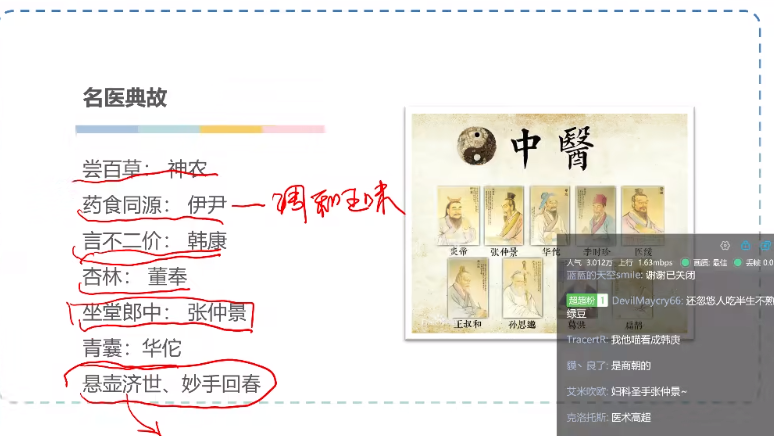 名医典故
尝百草： 神农
药食同源： 伊尹 — 调和五味
言不二价： 韩康
杏林： 董奉
坐堂郎中： 张仲景
青囊：华佗
悬壶济世、妙手回春
中醫
炎帝 张仲景 华佗 李时珍
王叔和 孙思邈 葛洪
人气 3.012万 上行 1.63mbps 画质: 最佳 丢帧 0.0
蓝蓝的天空smile: 谢谢已关闭
超超粉 1 DevilMaycry66: 还忽悠人吃半生不熟
绿豆
TracertR: 我他喵看成韩庚
镆丶良了: 是商朝的
艾米吹欧: 妇科圣手张仲景~
克洛托斯: 医术高超